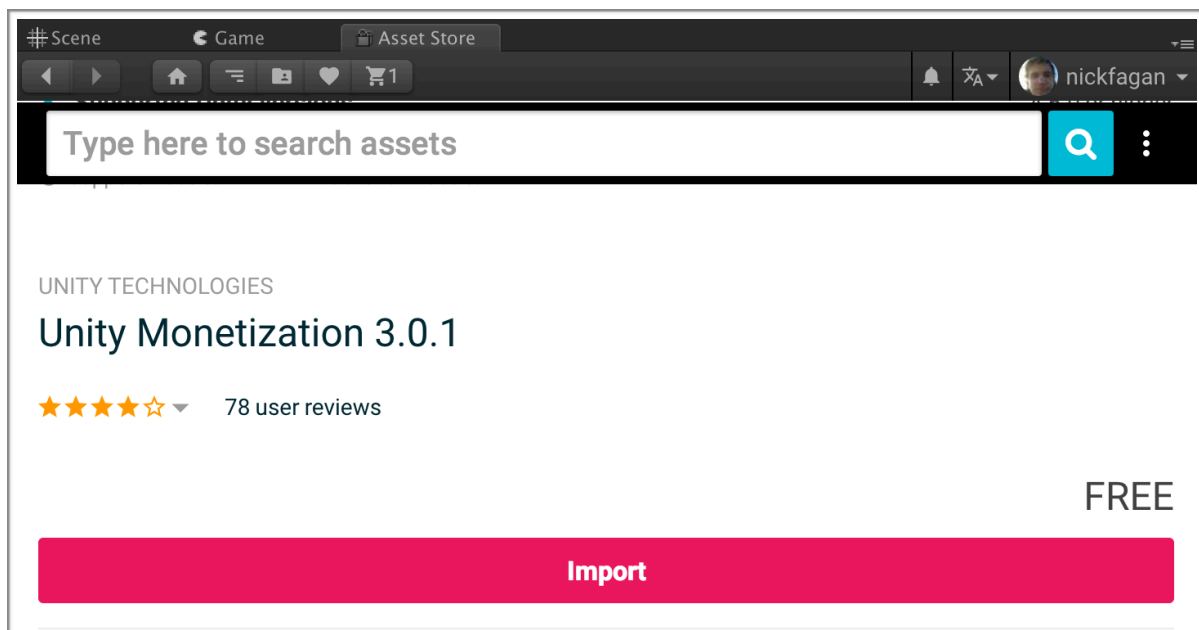 Scene Game Asset Store
1 nickfagan
Type here to search assets
UNITY TECHNOLOGIES
Unity Monetization 3.0.1
78 user reviews
FREE
Import